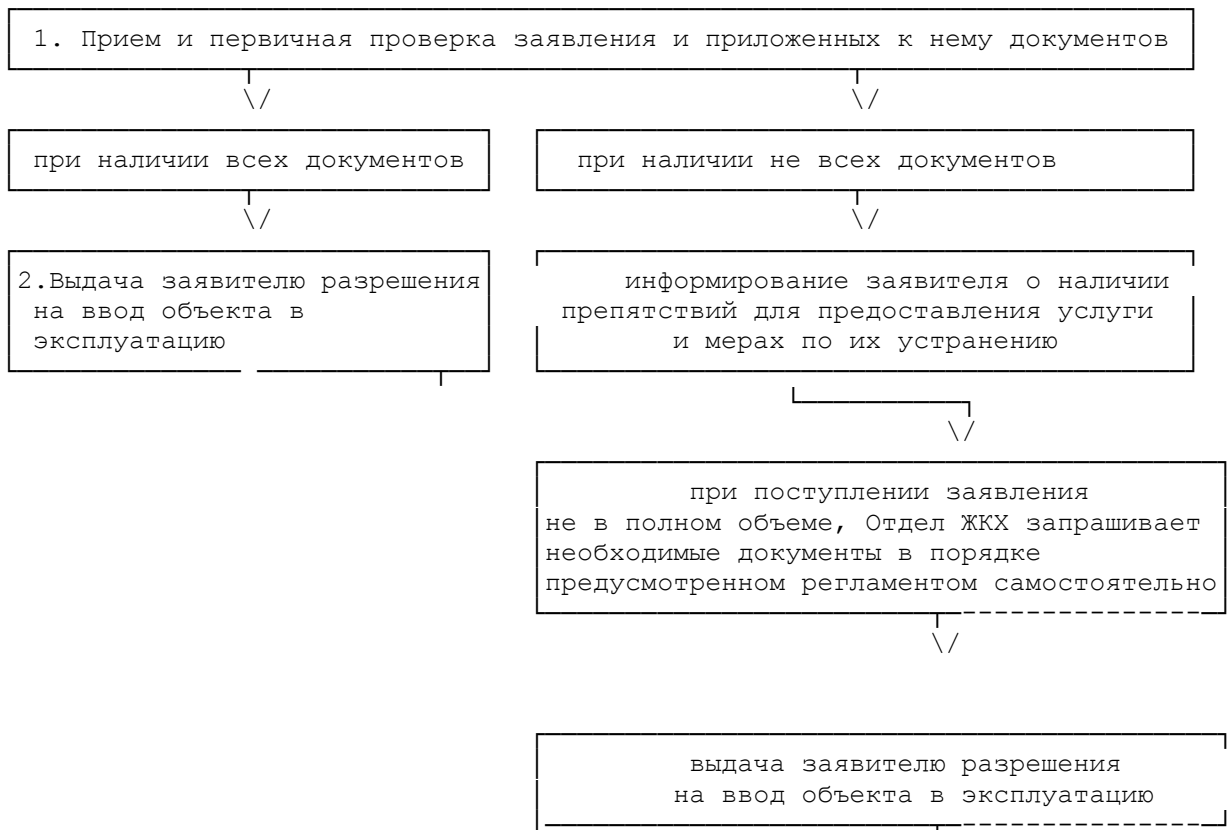 1. Прием и первичная проверка заявления и приложенных к нему документов
при наличии всех документов
при наличии не всех документов
2.Выдача заявителю разрешения
на ввод объекта в
эксплуатацию
информирование заявителя о наличии
препятствий для предоставления услуги
и мерах по их устранению
при поступлении заявления
не в полном объеме, Отдел ЖКХ запрашивает
необходимые документы в порядке
предусмотренном регламентом самостоятельно
выдача заявителю разрешения
на ввод объекта в эксплуатацию